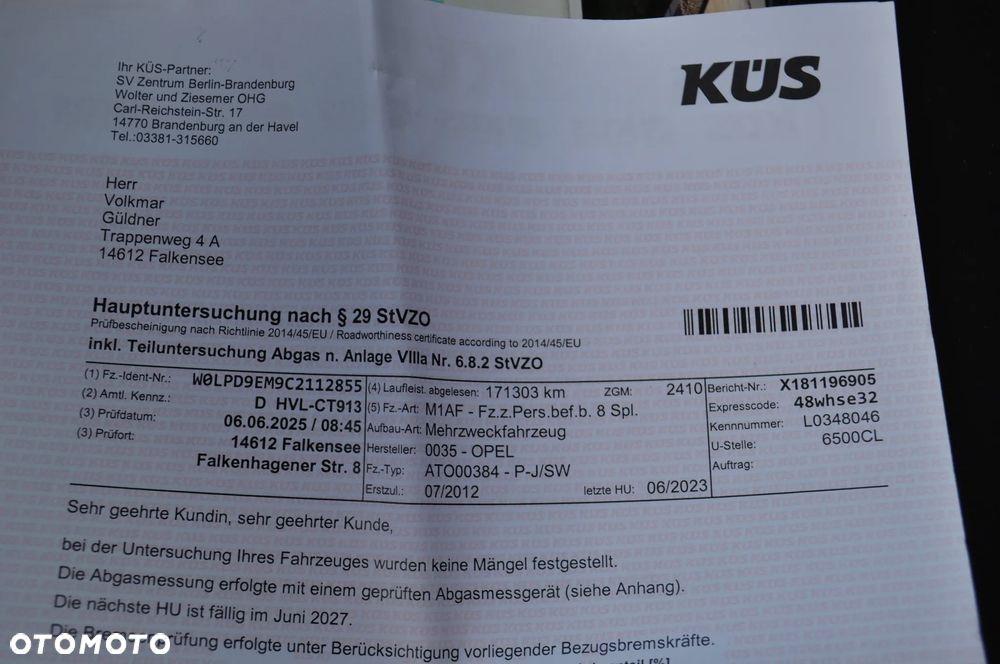 KÜS
Ihr KÜS-Partner:
SV Zentrum Berlin-Brandenburg
Wolter und Ziesemer OHG
Carl-Reichstein-Str. 17
14770 Brandenburg an der Havel
Tel.:03381-315660
Herr
Volkmar
Güldner
Trappenweg 4 A
14612 Falkensee
Hauptuntersuchung nach § 29 StVZO
Prüfbescheinigung nach Richtlinie 2014/45/EU / Roadworthiness certificate according to 2014/45/EU
inkl. Teiluntersuchung Abgas n. Anlage VIIIa Nr. 6.8.2 StVZO
(1) Fz.-Ident-Nr.: W0LPD9EM9C2112855
(2) Amtl. Kennz.: D HVL-CT913
(3) Prüfdatum: 06.06.2025 / 08:45
(3) Prüfort: 14612 Falkensee
Falkenhagener Str. 8
(4) Laufleist. abgelesen: 171303 km ZGM: 2410
(5) Fz.-Art: M1AF - Fz.z.Pers.bef.b. 8 Spl.
Aufbau-Art: Mehrzweckfahrzeug
Hersteller: 0035 - OPEL
Fz.-Typ: ATO00384 - P-J/SW
Erstzul.: 07/2012 letzte HU: 06/2023
Bericht-Nr.: X181196905
Expresscode: 48whse32
Kennnummer: L0348046
U-Stelle: 6500CL
Auftrag:
Sehr geehrte Kundin, sehr geehrter Kunde,
bei der Untersuchung Ihres Fahrzeuges wurden keine Mängel festgestellt.
Die Abgasmessung erfolgte mit einem geprüften Abgasmessgerät (siehe Anhang).
Die nächste HU ist fällig im Juni 2027.
Die Bremsenprüfung erfolgte unter Berücksichtigung vorliegender Bezugsbremskräfte.
[%]
OTOMOTO